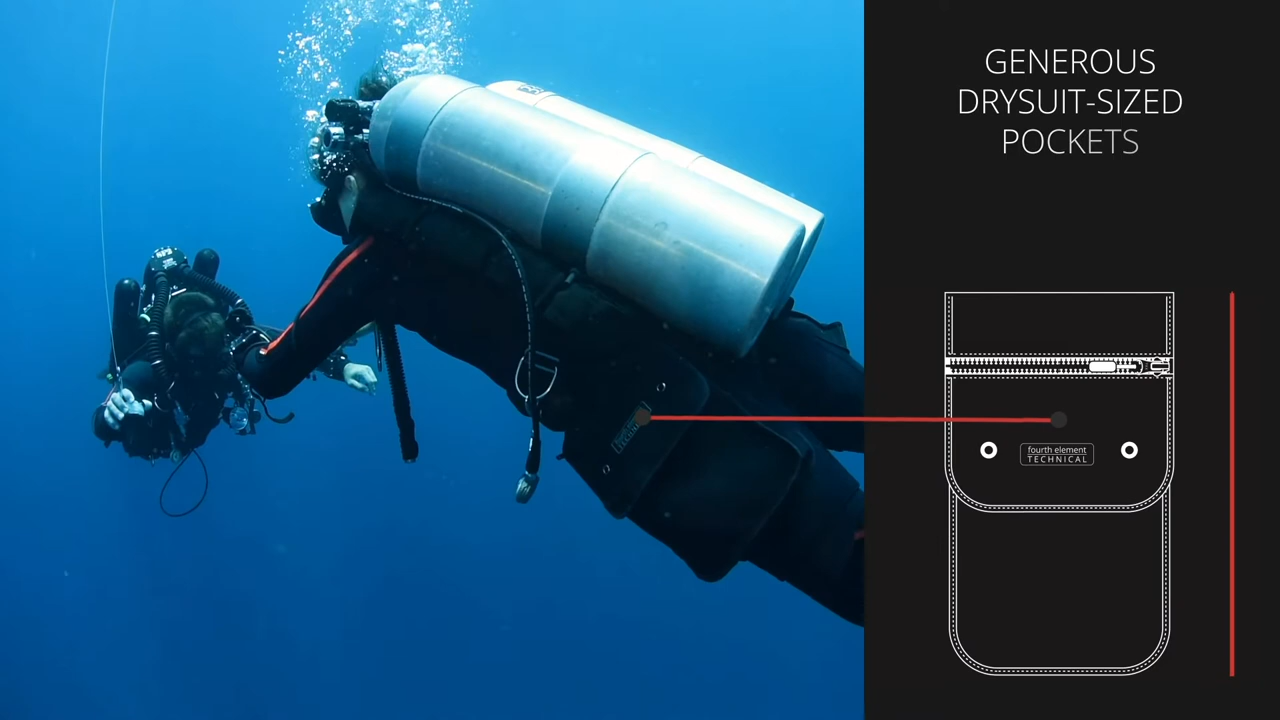 GENEROUS
DRYSUIT-SIZED
POCKETS
fourth element
TECHNICAL